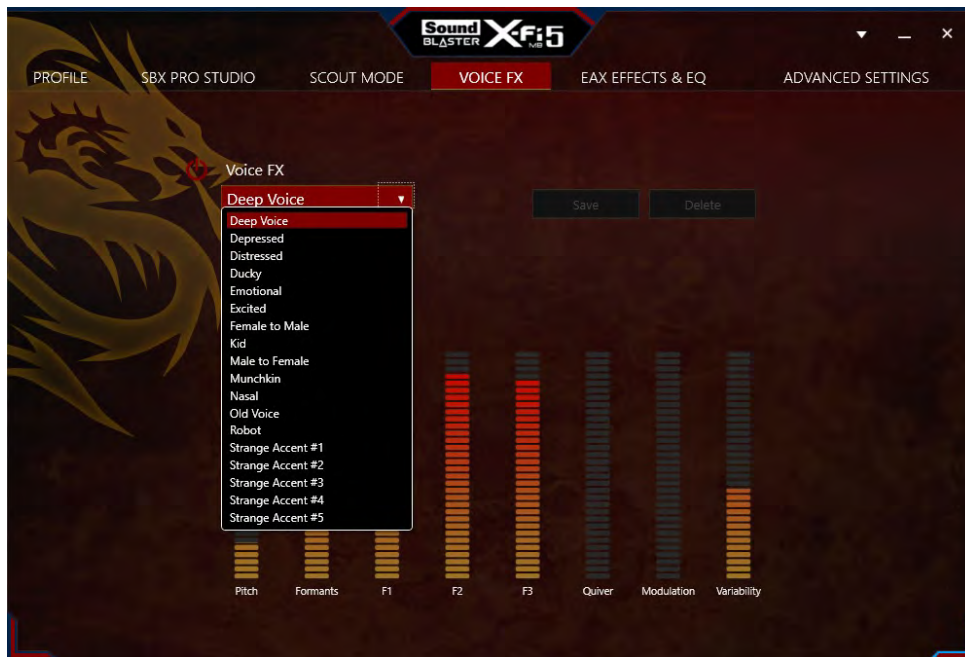 Sound BLASTER X-Fi MB 5
PROFILE SBX PRO STUDIO SCOUT MODE VOICE FX EAX EFFECTS & EQ ADVANCED SETTINGS
Voice FX
Deep Voice
Save Delete
Deep Voice
Depressed
Distressed
Ducky
Emotional
Excited
Female to Male
Kid
Male to Female
Munchkin
Nasal
Old Voice
Robot
Strange Accent #1
Strange Accent #2
Strange Accent #3
Strange Accent #4
Strange Accent #5
Pitch Formants F1 F2 F3 Quiver Modulation Variability